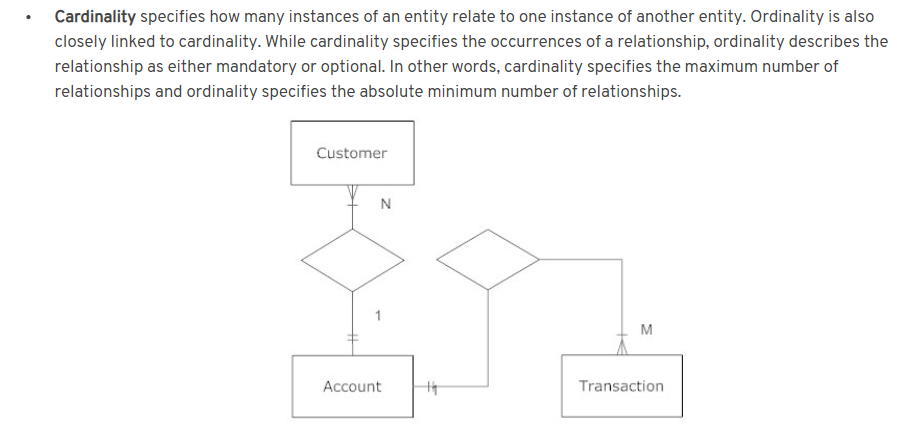 • Cardinality specifies how many instances of an entity relate to one instance of another entity. Ordinality is also
closely linked to cardinality. While cardinality specifies the occurrences of a relationship, ordinality describes the
relationship as either mandatory or optional. In other words, cardinality specifies the maximum number of
relationships and ordinality specifies the absolute minimum number of relationships.
Customer
N
1
M
Account
1
Transaction